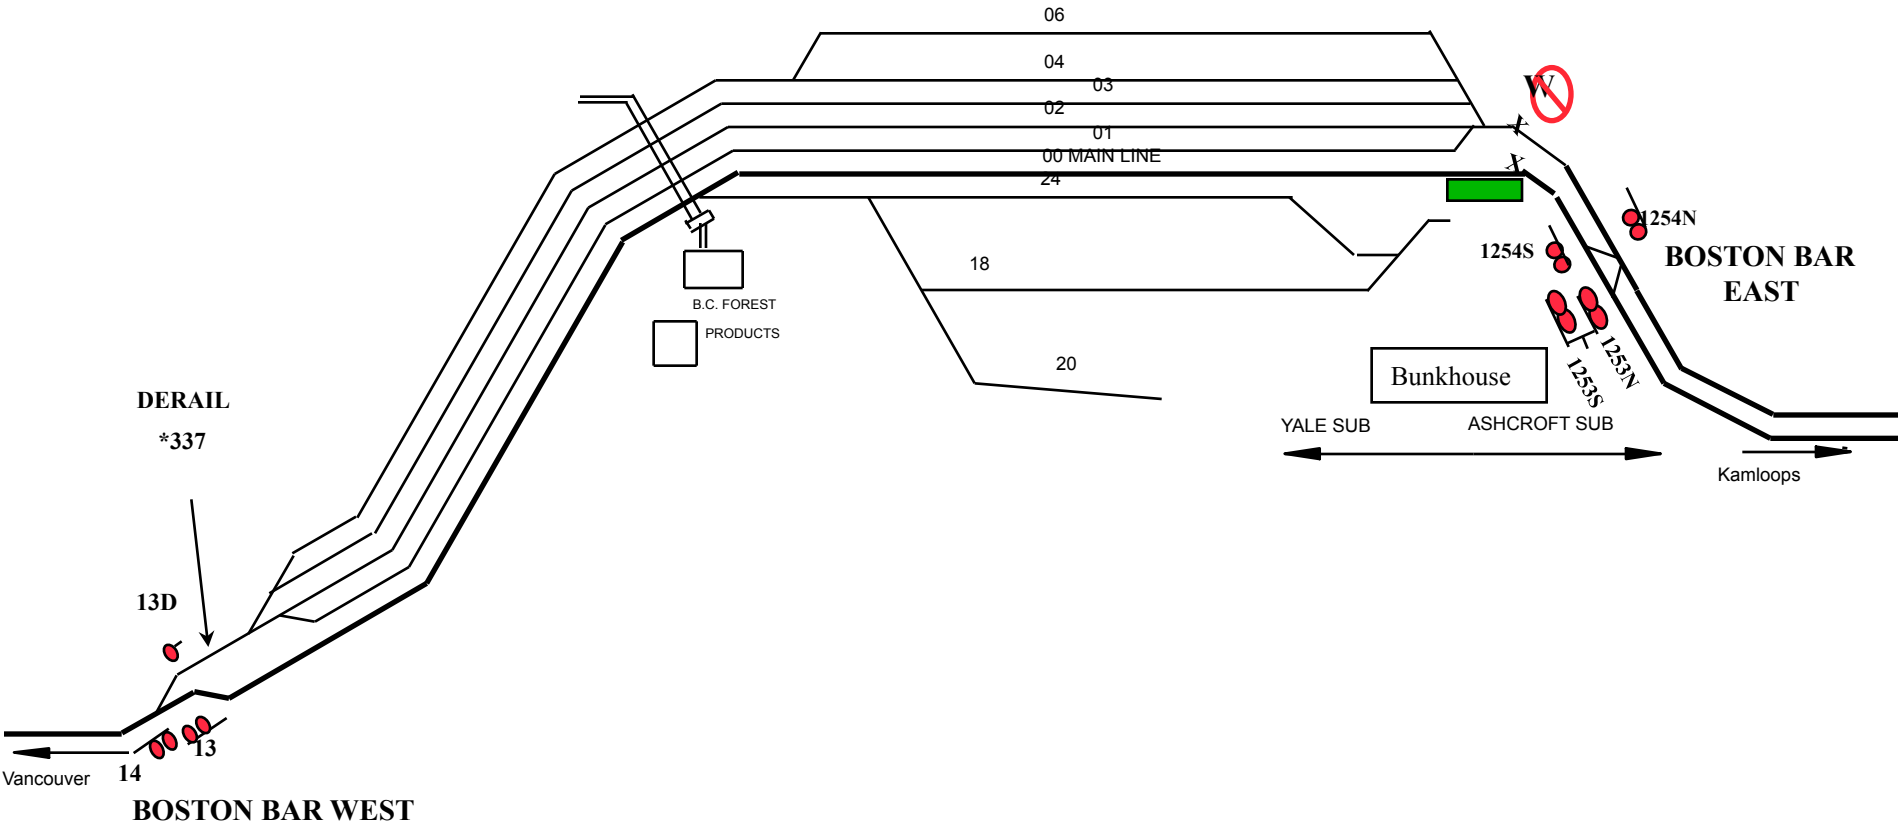 06
04
03
02
W
01
X
00 MAIN LINE
X
24
1254N
1254S
BOSTON BAR
EAST
18
B.C. FOREST
PRODUCTS
1253N
1253S
20
Bunkhouse
DERAIL
*337
YALE SUB
ASHCROFT SUB
Kamloops
13D
13
14
Vancouver
BOSTON BAR WEST